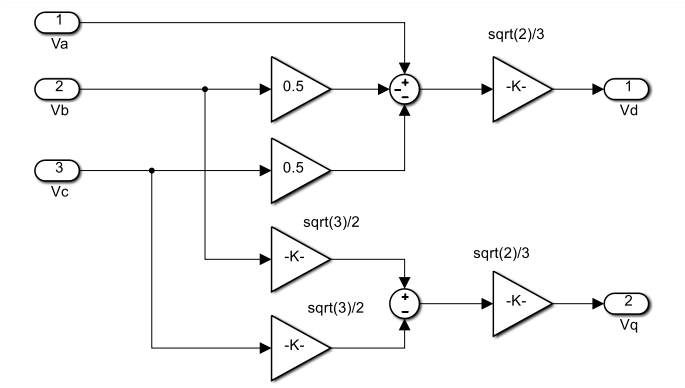 1
Va
sqrt(2)/3
2
Vb
0.5
+
−
−
-K-
1
Vd
3
Vc
0.5
sqrt(3)/2
-K-
sqrt(2)/3
sqrt(3)/2
+
−
-K-
2
Vq
-K-